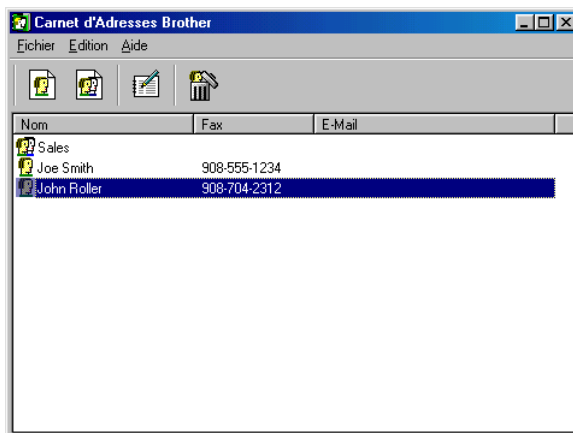 Carnet d'Adresses Brother
Fichier Edition Aide
Nom Fax E-Mail
Sales
Joe Smith 908-555-1234
John Roller 908-704-2312